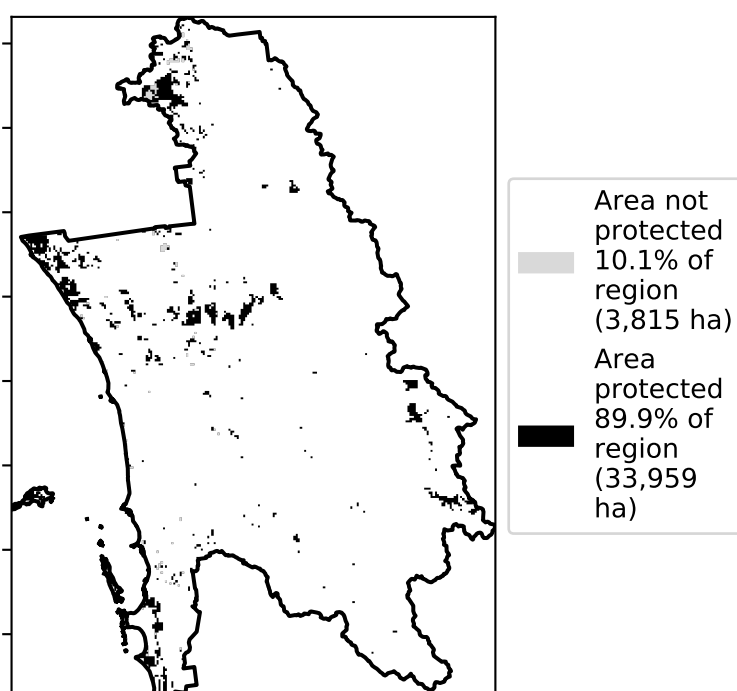 Area not
protected
10.1% of
region
(3,815 ha)
Area
protected
89.9% of
region
(33,959
ha)